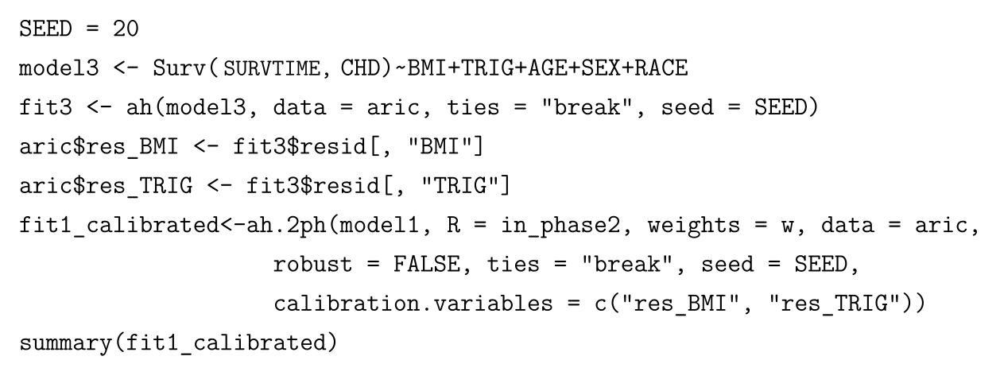 SEED = 20
model3 <- Surv(SURVTIME, CHD)~BMI+TRIG+AGE+SEX+RACE
fit3 <- ah(model3, data = aric, ties = "break", seed = SEED)
aric$res_BMI <- fit3$resid[, "BMI"]
aric$res_TRIG <- fit3$resid[, "TRIG"]
fit1_calibrated<-ah.2ph(model1, R = in_phase2, weights = w, data = aric,
robust = FALSE, ties = "break", seed = SEED,
calibration.variables = c("res_BMI", "res_TRIG"))
summary(fit1_calibrated)